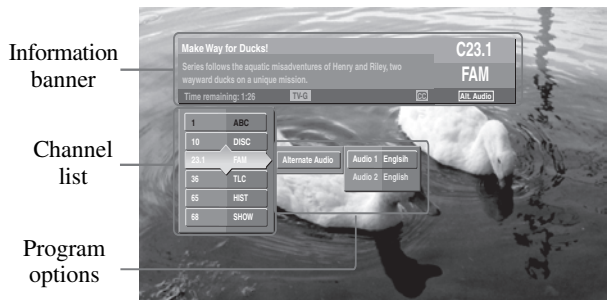 Information banner
Make Way for Ducks!
C23.1
Series follows the aquatic misadventures of Henry and Riley, two
wayward ducks on a unique mission.
FAM
Time remaining: 1:26 TV-G CC Alt. Audio
Channel list
1 ABC
10 DISC
23.1 FAM
36 TLC
65 HIST
68 SHOW
Alternate Audio
Audio 1 Englsih
Audio 2 English
Program options